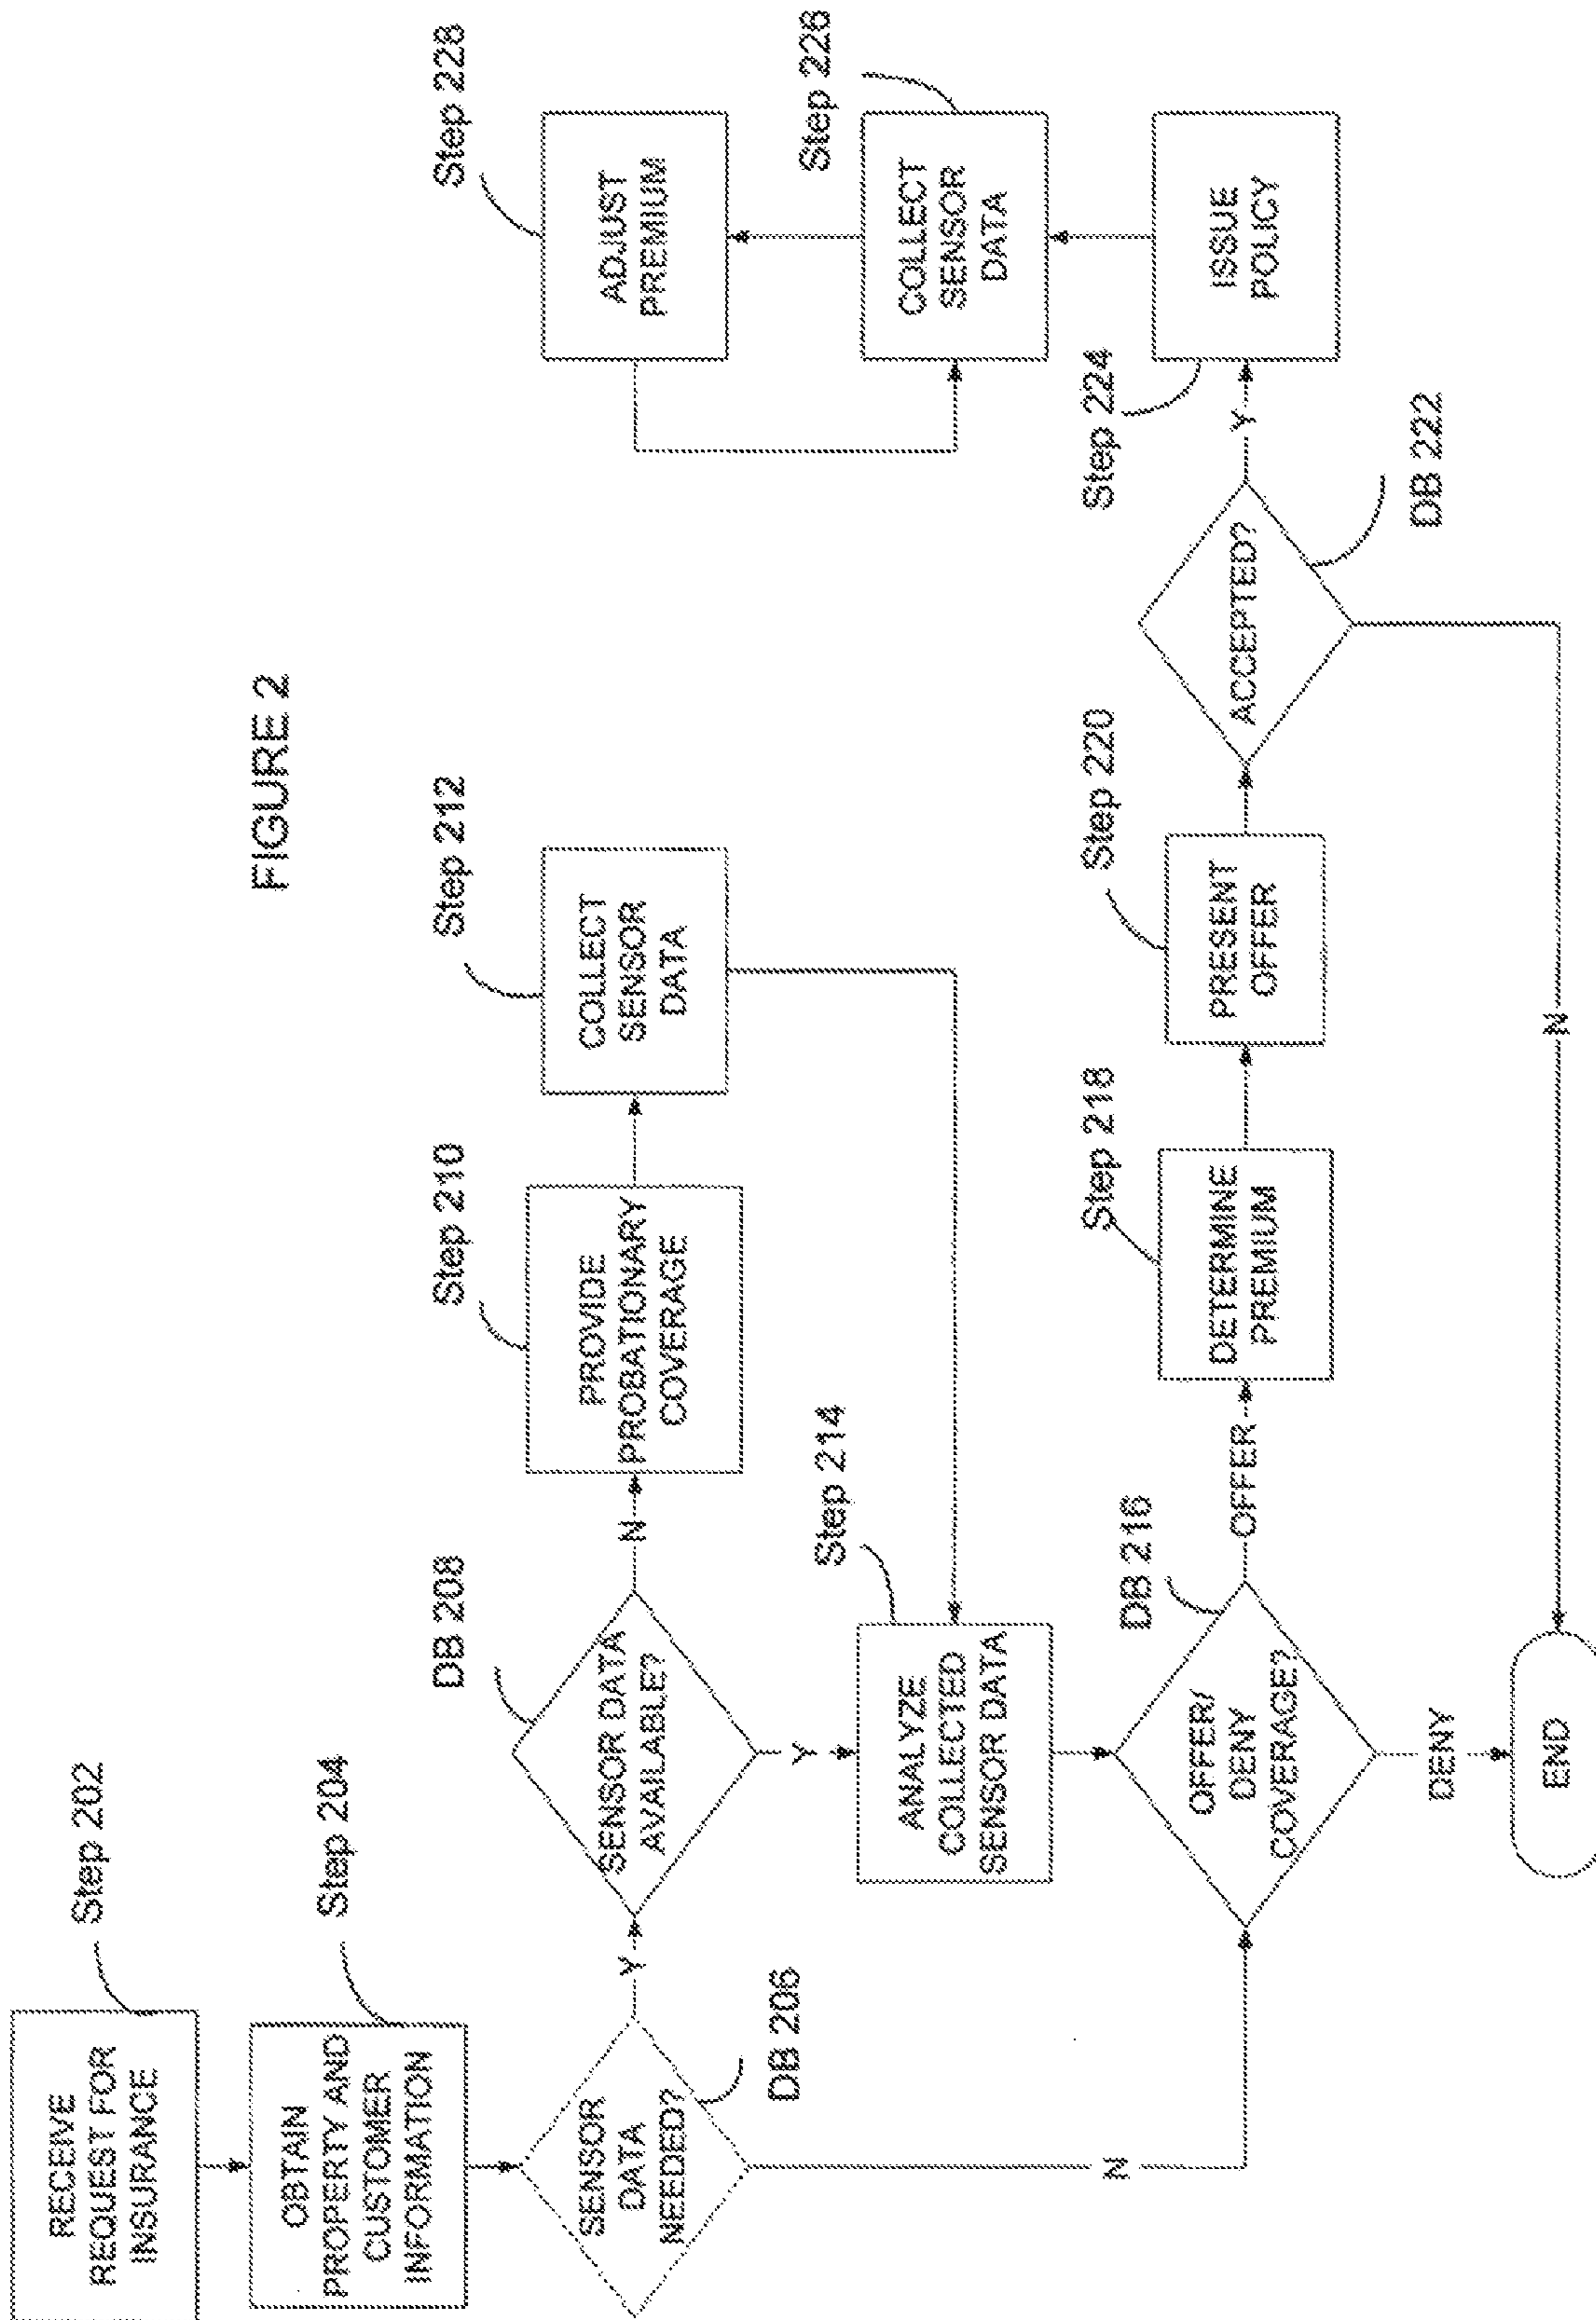 FIGURE 2
RECEIVE
REQUEST FOR
INSURANCE
Step 202
OBTAIN
PROPERTY AND
CUSTOMER
INFORMATION
Step 204
SENSOR
DATA
NEEDED?
DB 206
Y
N
SENSOR DATA
AVAILABLE?
DB 208
N
Y
PROVIDE
PROBATIONARY
COVERAGE
Step 210
COLLECT
SENSOR
DATA
Step 212
ANALYZE
COLLECTED
SENSOR DATA
Step 214
OFFER/
DENY
COVERAGE?
DB 216
OFFER
DENY
DETERMINE
PREMIUM
Step 218
PRESENT
OFFER
Step 220
ACCEPTED?
DB 222
Y
N
ISSUE
POLICY
Step 224
COLLECT
SENSOR
DATA
Step 228
ADJUST
PREMIUM
Step 228
END